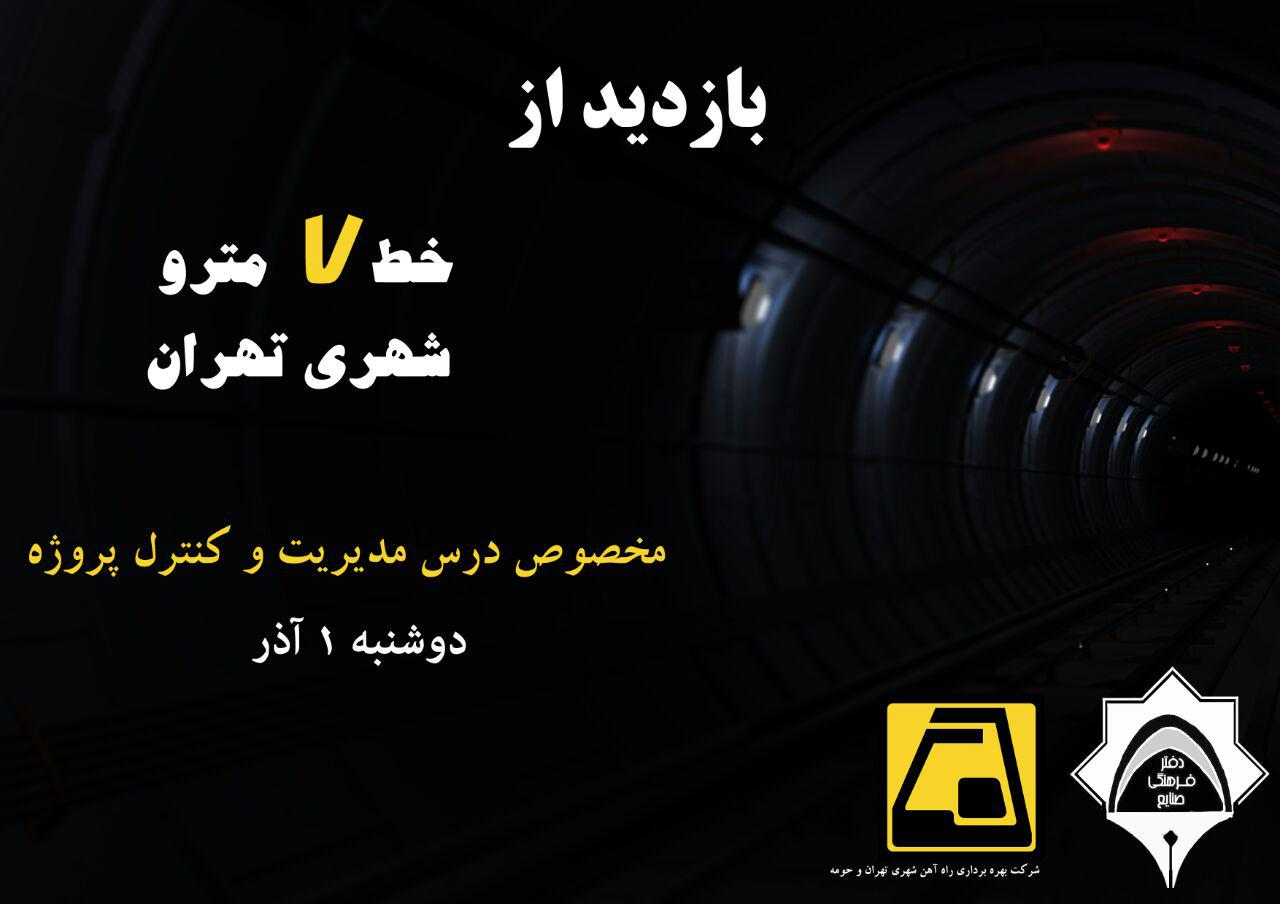 بازدید از
خط ۷ مترو
شهری تهران
مخصوص درس مدیریت و کنترل پروژه
دوشنبه ۱ آذر
دفتر
فرهنگی
صنایع
شرکت بهره برداری راه آهن شهری تهران و حومه